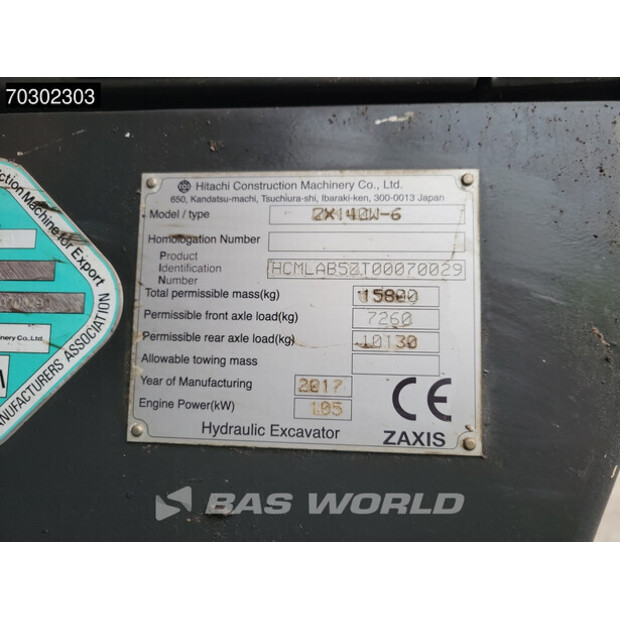 70302303
Hitachi Construction Machinery Co., Ltd.
650, Kandatsu-machi, Tsuchiura-shi, Ibaraki-ken, 300-0013 Japan
Model / type ZX140W-6
Homologation Number
Product
Identification HCMLAB50T00070029
Number
Total permissible mass(kg) 15800
Permissible front axle load(kg) 7260
Permissible rear axle load(kg) 10130
Allowable towing mass
Year of Manufacturing 2017
Engine Power(kW) 105
CE
Hydraulic Excavator ZAXIS
Machine for Export
MANUFACTURERS ASSOCIATION
BAS WORLD